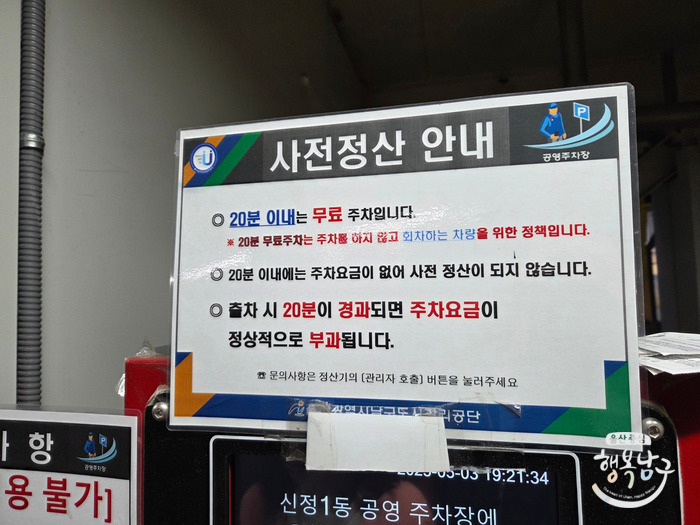 사전정산 안내
공영주차장
◎ 20분 이내는 무료 주차입니다.
※ 20분 무료주차는 주차를 하지 않고 회차하는 차량을 위한 정책입니다.
◎ 20분 이내에는 주차요금이 없어 사전 정산이 되지 않습니다.
◎ 출차 시 20분이 경과되면 주차요금이
정상적으로 부과됩니다.
☏ 문의사항은 정산기의 [관리자 호출] 버튼을 눌러주세요
사항
공영주차장
용 불가]
19:21:34
신정1동 공영 주차장에
행복남구